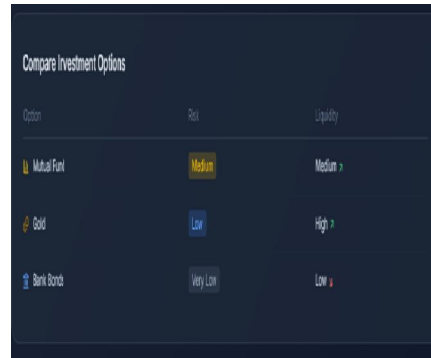 Compare Investment Options
Option Risk Liquidity
Mutual Fund Medium Medium
Gold Low High
Bank Bonds Very Low Low